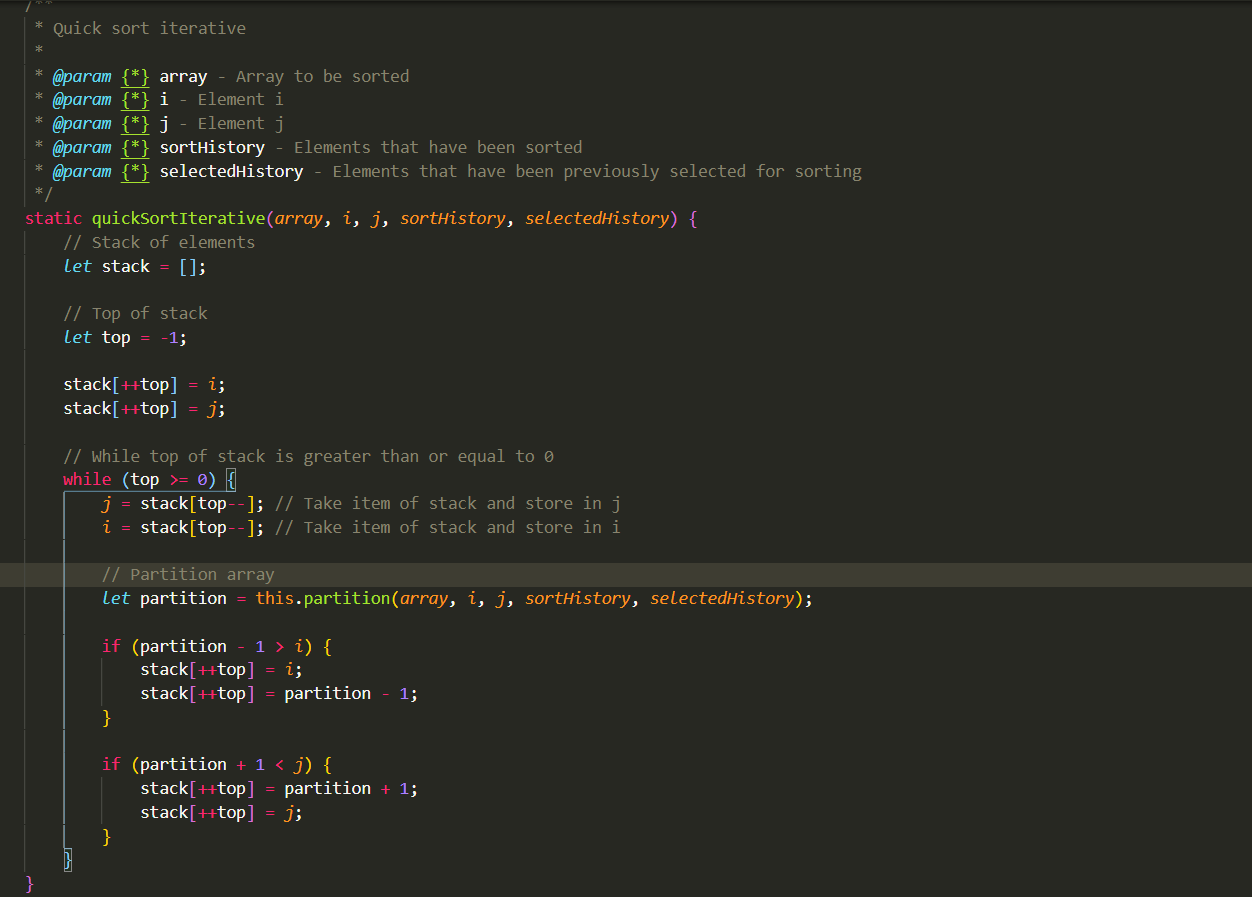 /**
* Quick sort iterative
*
* @param {*} array - Array to be sorted
* @param {*} i - Element i
* @param {*} j - Element j
* @param {*} sortHistory - Elements that have been sorted
* @param {*} selectedHistory - Elements that have been previously selected for sorting
*/
static quickSortIterative(array, i, j, sortHistory, selectedHistory) {
// Stack of elements
let stack = [];
// Top of stack
let top = -1;
stack[++top] = i;
stack[++top] = j;
// While top of stack is greater than or equal to 0
while (top >= 0) {
j = stack[top--]; // Take item of stack and store in j
i = stack[top--]; // Take item of stack and store in i
// Partition array
let partition = this.partition(array, i, j, sortHistory, selectedHistory);
if (partition - 1 > i) {
stack[++top] = i;
stack[++top] = partition - 1;
}
if (partition + 1 < j) {
stack[++top] = partition + 1;
stack[++top] = j;
}
}
}